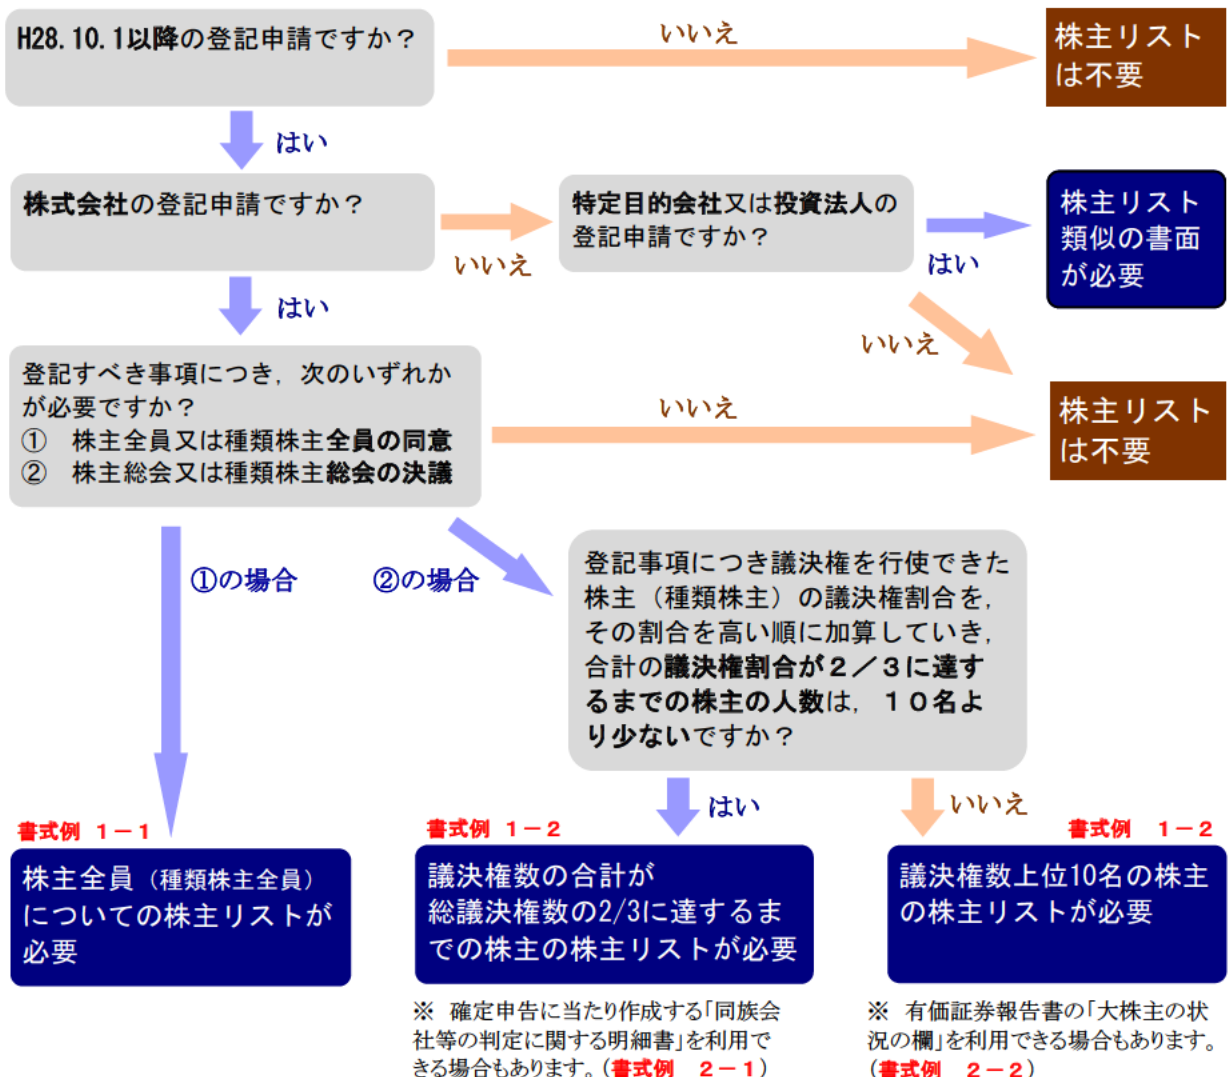 H28.10.1以降の登記申請ですか？
いいえ
株主リスト
は不要
はい
株式会社の登記申請ですか？
いいえ
特定目的会社又は投資法人の
登記申請ですか？
はい
株主リスト
類似の書面
が必要
いいえ
株主リスト
は不要
はい
登記すべき事項につき，次のいずれか
が必要ですか？
①　株主全員又は種類株主全員の同意
②　株主総会又は種類株主総会の決議
いいえ
①の場合
②の場合
登記事項につき議決権を行使できた
株主（種類株主）の議決権割合を，
その割合を高い順に加算していき，
合計の議決権割合が２／３に達す
るまでの株主の人数は，１０名よ
り少ないですか？
はい
いいえ
書式例　１－１
株主全員（種類株主全員）
についての株主リストが
必要
書式例　１－２
議決権数の合計が
総議決権数の2/3に達するま
での株主の株主リストが必要
※　確定申告に当たり作成する「同族会
社等の判定に関する明細書」を利用で
きる場合もあります。（書式例　２－１）
書式例　１－２
議決権数上位10名の株主
の株主リストが必要
※　有価証券報告書の「大株主の状
況の欄」を利用できる場合もあります。
（書式例　２－２）